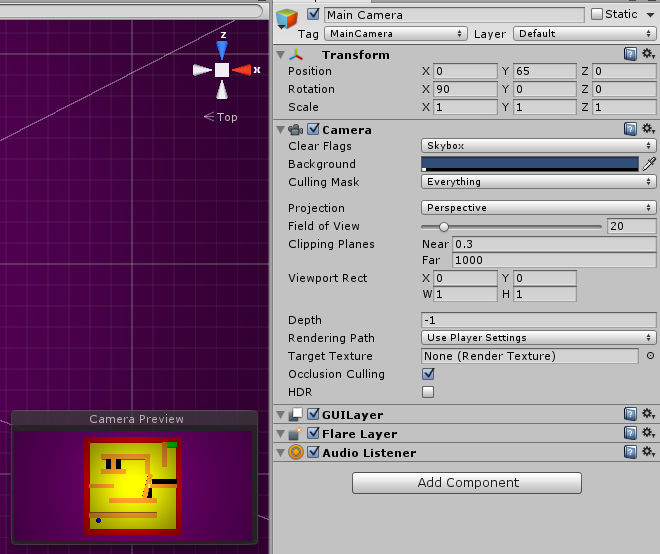 Main Camera Static
Tag MainCamera Layer Default
Transform
Position X 0 Y 65 Z 0
Rotation X 90 Y 0 Z 0
Scale X 1 Y 1 Z 1
Camera
Clear Flags Skybox
Background
Culling Mask Everything
Projection Perspective
Field of View 20
Clipping Planes Near 0.3
Far 1000
Viewport Rect X 0 Y 0
W 1 H 1
Depth -1
Rendering Path Use Player Settings
Target Texture None (Render Texture)
Occlusion Culling
HDR
GUILayer
Flare Layer
Audio Listener
Add Component
z
x
Top
Camera Preview